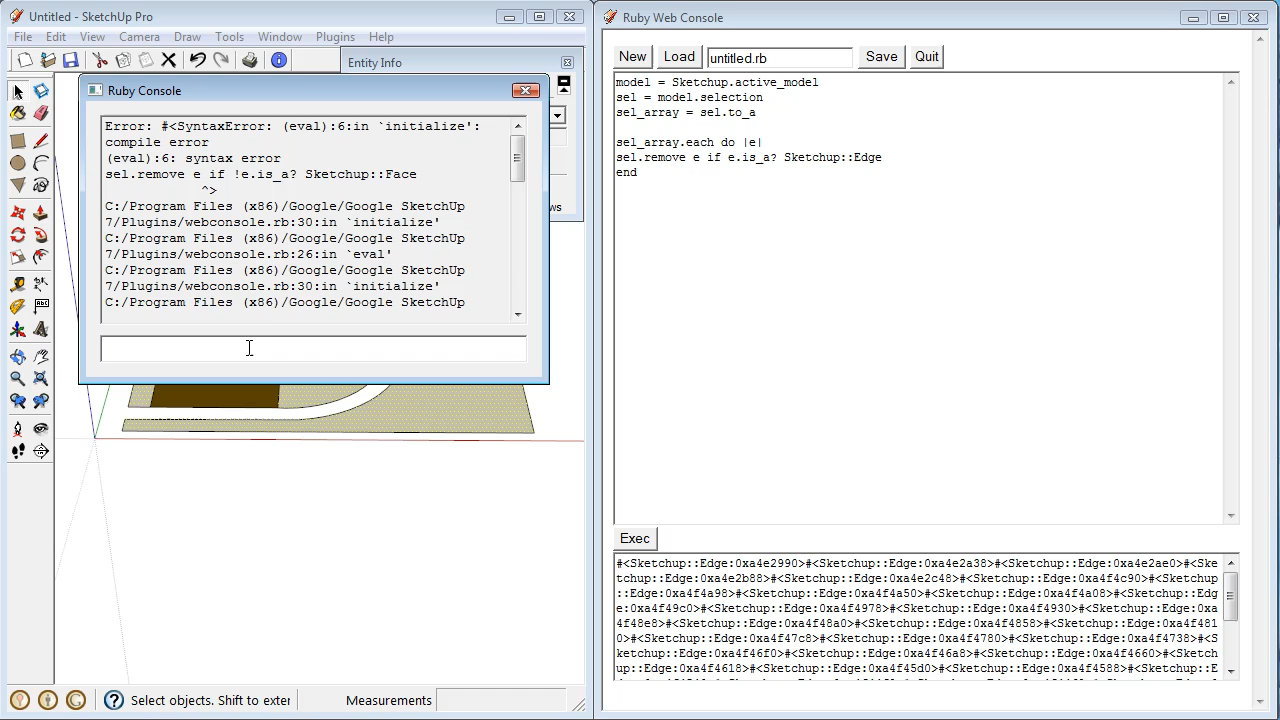 Untitled - SketchUp Pro
File Edit View Camera Draw Tools Window Plugins Help
Entity Info
Ruby Console
Error: #<SyntaxError: (eval):6:in `initialize':
compile error
(eval):6: syntax error
sel.remove e if !e.is_a? Sketchup::Face
^>
C:/Program Files (x86)/Google/Google SketchUp
7/Plugins/webconsole.rb:30:in `initialize'
C:/Program Files (x86)/Google/Google SketchUp
7/Plugins/webconsole.rb:26:in `eval'
C:/Program Files (x86)/Google/Google SketchUp
7/Plugins/webconsole.rb:30:in `initialize'
C:/Program Files (x86)/Google/Google SketchUp
ws
Select objects. Shift to exter
Measurements
Ruby Web Console
New Load untitled.rb Save Quit
model = Sketchup.active_model
sel = model.selection
sel_array = sel.to_a
sel_array.each do |e|
sel.remove e if e.is_a? Sketchup::Edge
end
Exec
#<Sketchup::Edge:0xa4e2990>#<Sketchup::Edge:0xa4e2a38>#<Sketchup::Edge:0xa4e2ae0>#<Ske
tchup::Edge:0xa4e2b88>#<Sketchup::Edge:0xa4e2c48>#<Sketchup::Edge:0xa4f4c90>#<Sketchup
::Edge:0xa4f4a98>#<Sketchup::Edge:0xa4f4a50>#<Sketchup::Edge:0xa4f4a08>#<Sketchup::Edg
e:0xa4f49c0>#<Sketchup::Edge:0xa4f4978>#<Sketchup::Edge:0xa4f4930>#<Sketchup::Edge:0xa
4f48e8>#<Sketchup::Edge:0xa4f48a0>#<Sketchup::Edge:0xa4f4858>#<Sketchup::Edge:0xa4f481
0>#<Sketchup::Edge:0xa4f47c8>#<Sketchup::Edge:0xa4f4780>#<Sketchup::Edge:0xa4f4738>#<S
ketchup::Edge:0xa4f46f0>#<Sketchup::Edge:0xa4f46a8>#<Sketchup::Edge:0xa4f4660>#<Sketch
up::Edge:0xa4f4618>#<Sketchup::Edge:0xa4f45d0>#<Sketchup::Edge:0xa4f4588>#<Sketchup::E